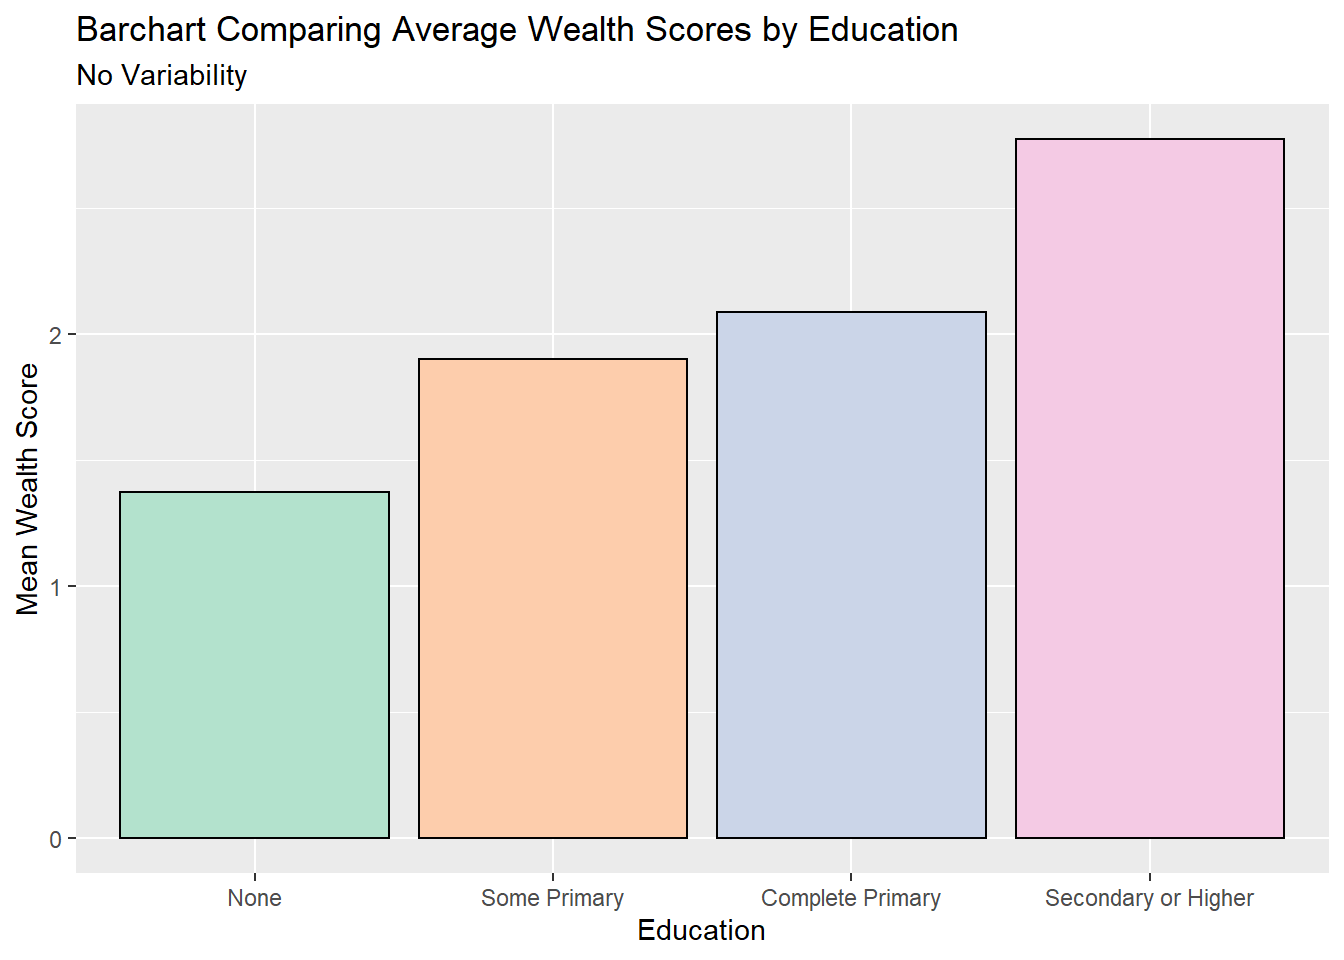 Barchart Comparing Average Wealth Scores by Education
No Variability
Mean Wealth Score
2
1
0
None
Some Primary
Complete Primary
Secondary or Higher
Education